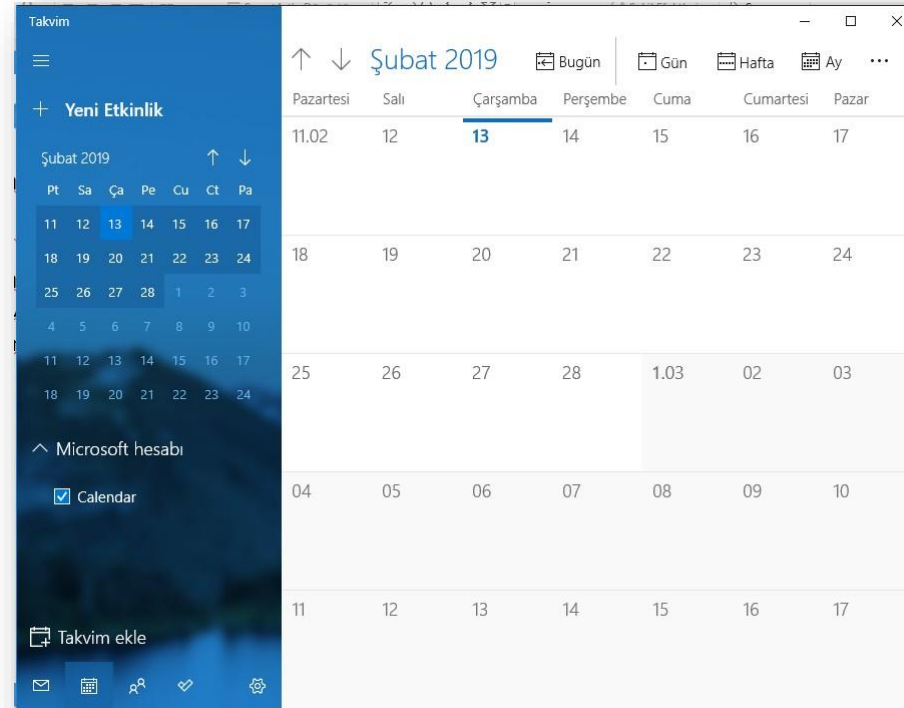 Takvim
Yeni Etkinlik
Şubat 2019
Pt Sa Ça Pe Cu Ct Pa
11 12 13 14 15 16 17
18 19 20 21 22 23 24
25 26 27 28 1 2 3
4 5 6 7 8 9 10
11 12 13 14 15 16 17
18 19 20 21 22 23 24
Microsoft hesabı
Calendar
Takvim ekle
Şubat 2019 Bugün Gün Hafta Ay ...
Pazartesi Salı Çarşamba Perşembe Cuma Cumartesi Pazar
11.02 12 13 14 15 16 17
18 19 20 21 22 23 24
25 26 27 28 1.03 02 03
04 05 06 07 08 09 10
11 12 13 14 15 16 17